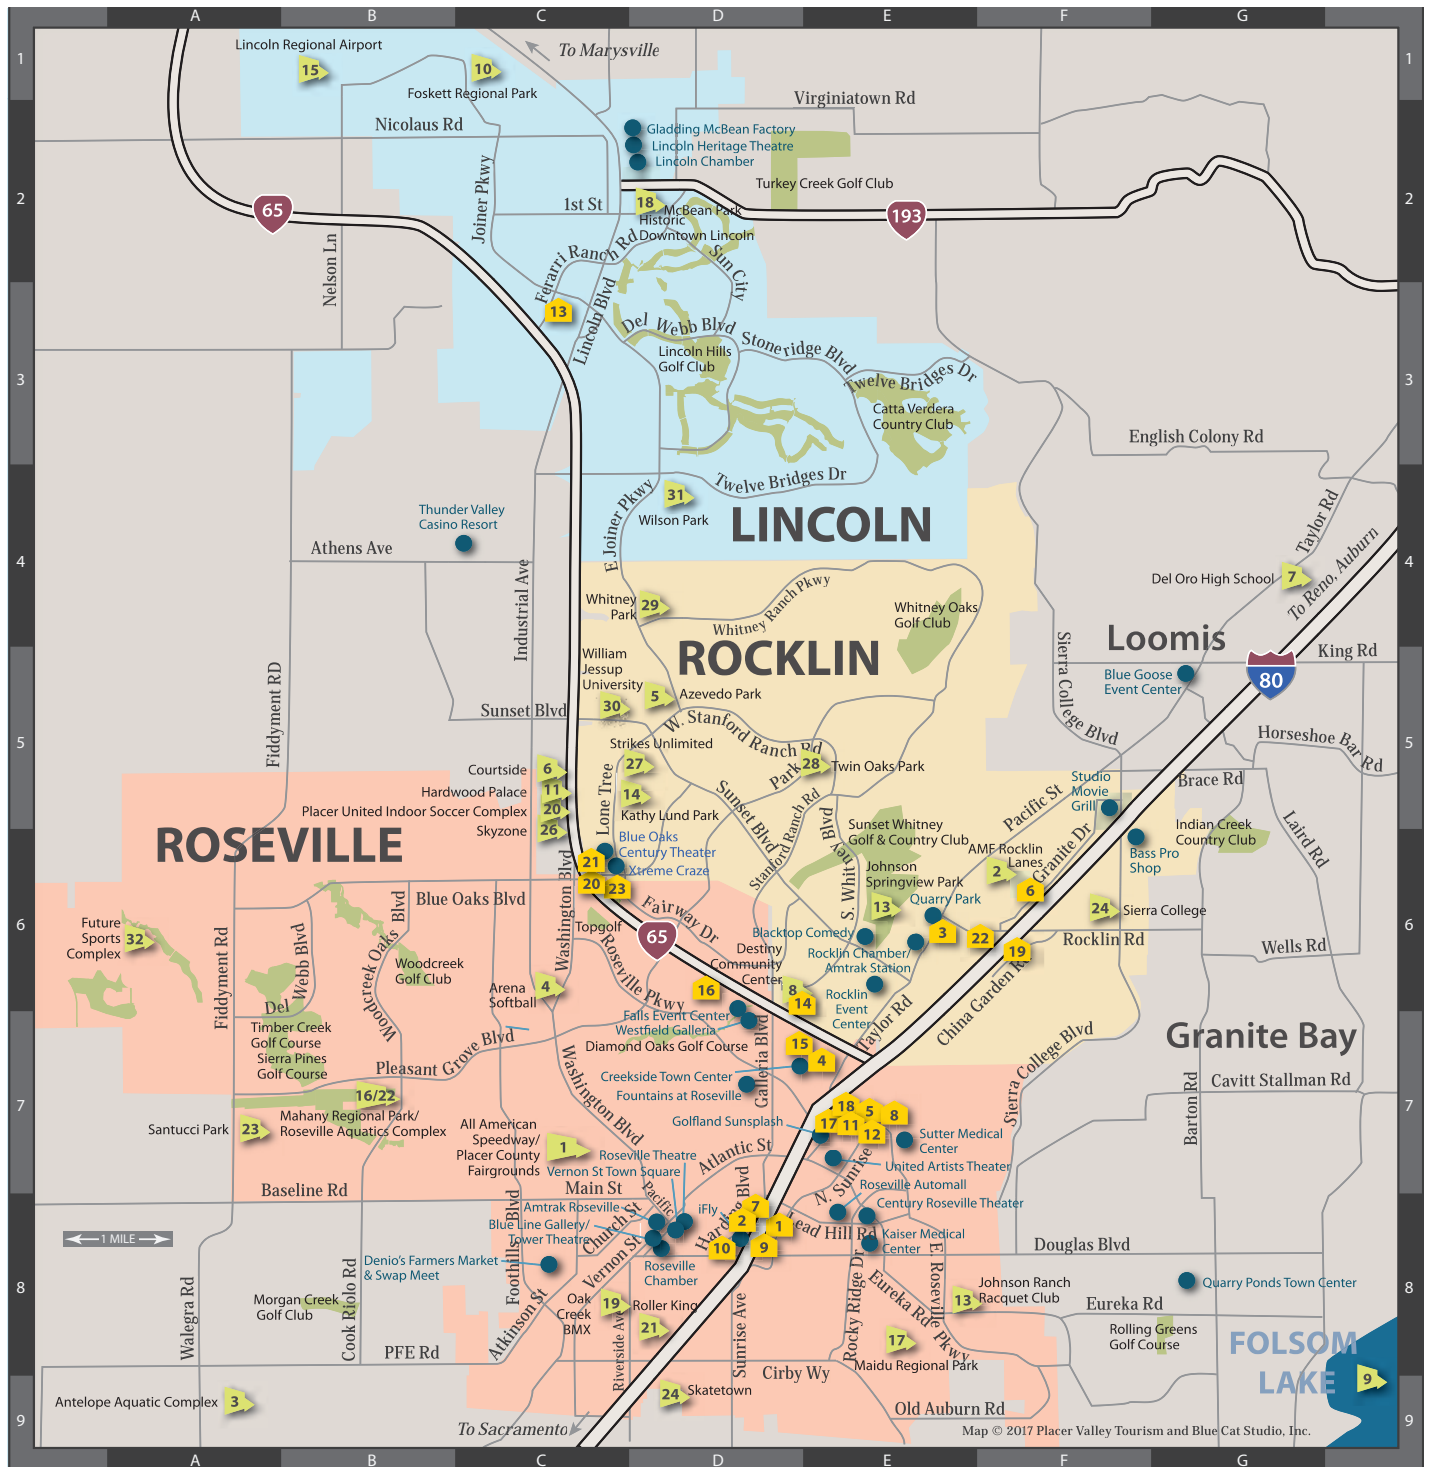 A B C D E F G
1 1
Lincoln Regional Airport
15
10
Foskett Regional Park
To Marysville
Virginiatown Rd
Nicolaus Rd
Gladding McBean Factory
Lincoln Heritage Theatre
Lincoln Chamber
Turkey Creek Golf Club
2 2
Joiner Pkwy
1st St
18
McBean Park
Historic
Downtown Lincoln
65
193
Nelson Ln
Ferarri Ranch Rd
Sun City
13
Lincoln Blvd
Del Webb Blvd
Stoneridge Blvd
Lincoln Hills
Golf Club
3 3
Twelve Bridges Dr
Catta Verdera
Country Club
English Colony Rd
Twelve Bridges Dr
31
Wilson Park
E Joiner Pkwy
LINCOLN
Thunder Valley
Casino Resort
Athens Ave
Taylor Rd
To Reno, Auburn
4 4
Industrial Ave
Del Oro High School
7
Whitney
Park
29
Whitney Ranch Pkwy
Whitney Oaks
Golf Club
ROCKLIN
Loomis
King Rd
William
Jessup
University
5
Azevedo Park
30
Blue Goose
Event Center
80
Fiddyment RD
Sierra College Blvd
Sunset Blvd
W. Stanford Ranch Rd
Strikes Unlimited
5 5
Horseshoe Bar Rd
Courtside
6
27
Park
28
Twin Oaks Park
Studio
Movie
Grill
Brace Rd
Hardwood Palace
11
14
Lone Tree
Sunset Blvd
Stanford Ranch Rd
Pacific St
Placer United Indoor Soccer Complex
20
Kathy Lund Park
Skyzone
26
ROSEVILLE
Blue Oaks
Century Theater
21
Xtreme Craze
20
23
Sunset Whitney
Golf & Country Club
S. Whitney Blvd
Johnson
Springview Park
AMF Rocklin
Lanes
2
Granite Dr
6
Bass Pro
Shop
Indian Creek
Country Club
Laird Rd
Blue Oaks Blvd
Washington Blvd
Fairway Dr
13
Quarry Park
24
Sierra College
Future
Sports
Complex
32
6 6
Topgolf
65
3
22
19
Rocklin Rd
Wells Rd
Blacktop Comedy
Rocklin Chamber/
Amtrak Station
Fiddyment Rd
Del Webb Blvd
Woodcreek Oaks Blvd
Woodcreek
Golf Club
Arena
Softball
4
Roseville Pkwy
Destiny
Community
Center
16
8
14
Rocklin
Event
Center
Taylor Rd
China Garden Rd
Falls Event Center
Westfield Galleria
Diamond Oaks Golf Course
Timber Creek
Golf Course
Sierra Pines
Golf Course
Pleasant Grove Blvd
Galleria Blvd
15
4
Granite Bay
Sierra College Blvd
Cavitt Stallman Rd
Barton Rd
Creekside Town Center
Fountains at Roseville
16/22
Mahany Regional Park/
Roseville Aquatics Complex
7 7
Santucci Park
23
Washington Blvd
Golfland Sunsplash
18
5
8
17
11
12
Sutter Medical
Center
All American
Speedway/
Placer County
Fairgrounds
1
Roseville Theatre
Vernon St Town Square
Atlantic St
United Artists Theater
N. Sunrise
Roseville Automall
Century Roseville Theater
Baseline Rd
Main St
Pacific
Amtrak Roseville
Blue Line Gallery/
Tower Theatre
Church St
Vernon St
iFly
Harding Blvd
7
2
1
10
9
Lead Hill Rd
Kaiser Medical
Center
Douglas Blvd
1 MILE
Denio's Farmers Market
& Swap Meet
Foothills Blvd
Roseville
Chamber
E. Roseville Pkwy
Quarry Ponds Town Center
8 8
Walegra Rd
Morgan Creek
Golf Club
Cook Riolo Rd
Atkinson St
Oak
Creek
BMX
19
Roller King
21
Riverside Ave
Sunrise Ave
Rocky Ridge Dr
Eureka Rd
13
Johnson Ranch
Racquet Club
Eureka Rd
17
Maidu Regional Park
Rolling Greens
Golf Course
FOLSOM
LAKE
9
PFE Rd
Cirby Wy
Antelope Aquatic Complex
3
24
Skatetown
Old Auburn Rd
To Sacramento
9 9
Map © 2017 Placer Valley Tourism and Blue Cat Studio, Inc.
A B C D E F G